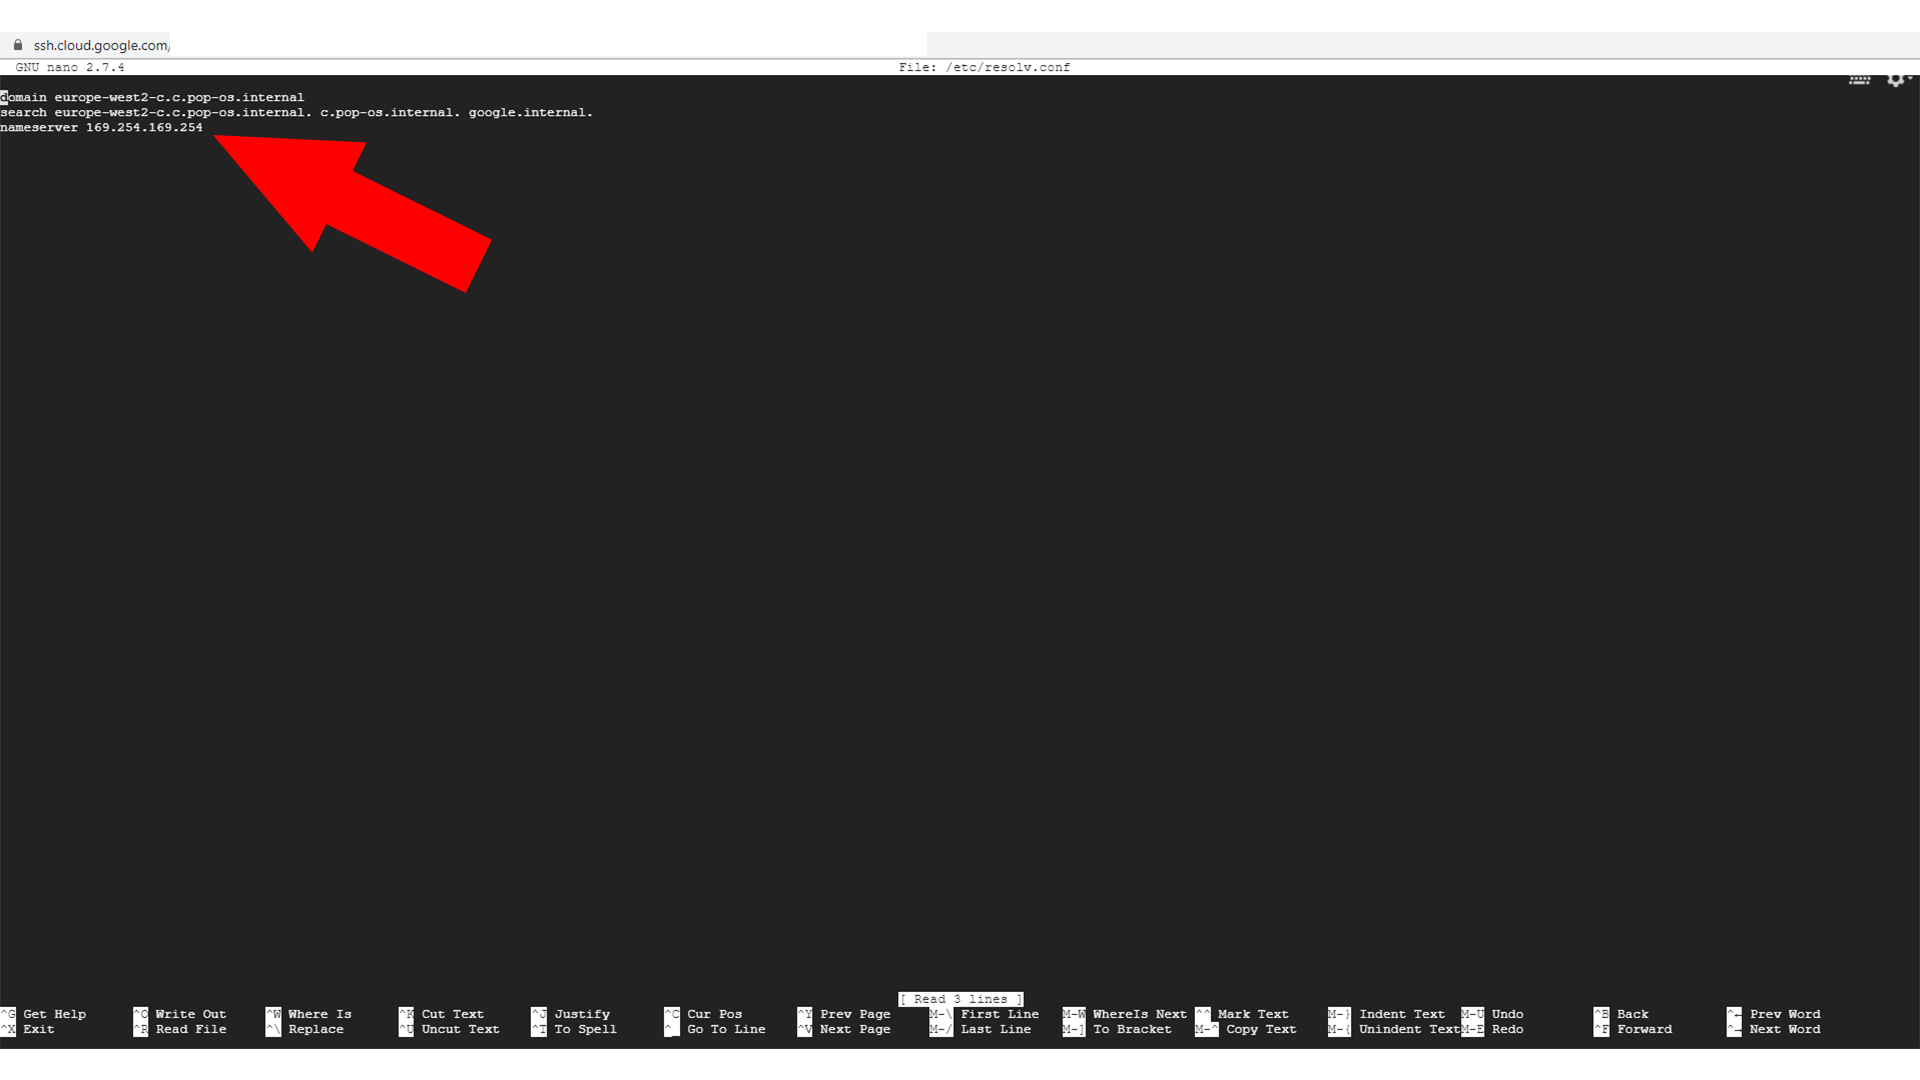 ssh.cloud.google.com/
GNU nano 2.7.4 File: /etc/resolv.conf
domain europe-west2-c.c.pop-os.internal
search europe-west2-c.c.pop-os.internal. c.pop-os.internal. google.internal.
nameserver 169.254.169.254
[ Read 3 lines ]
^G Get Help ^O Write Out ^W Where Is ^K Cut Text ^J Justify ^C Cur Pos ^Y Prev Page M-\ First Line M-W WhereIs Next ^^ Mark Text M-} Indent Text M-U Undo ^B Back ^← Prev Word
^X Exit ^R Read File ^\ Replace ^U Uncut Text ^T To Spell ^_ Go To Line ^V Next Page M-/ Last Line M-] To Bracket M-^ Copy Text M-{ Unindent Text M-E Redo ^F Forward ^→ Next Word